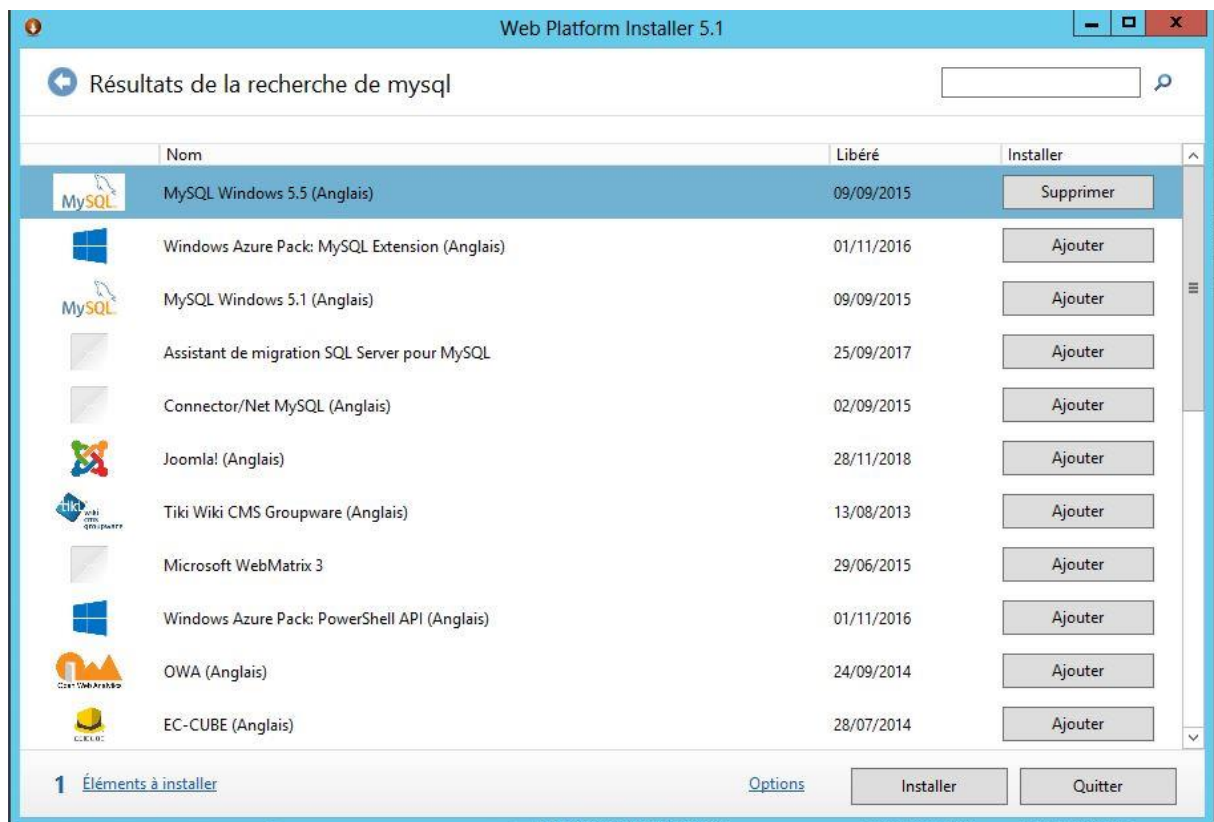 Web Platform Installer 5.1
Résultats de la recherche de mysql
Nom Libéré Installer
MySQL MySQL Windows 5.5 (Anglais) 09/09/2015 Supprimer
Windows Azure Pack: MySQL Extension (Anglais) 01/11/2016 Ajouter
MySQL MySQL Windows 5.1 (Anglais) 09/09/2015 Ajouter
Assistant de migration SQL Server pour MySQL 25/09/2017 Ajouter
Connector/Net MySQL (Anglais) 02/09/2015 Ajouter
Joomla! (Anglais) 28/11/2018 Ajouter
tiki wiki cms groupware Tiki Wiki CMS Groupware (Anglais) 13/08/2013 Ajouter
Microsoft WebMatrix 3 29/06/2015 Ajouter
Windows Azure Pack: PowerShell API (Anglais) 01/11/2016 Ajouter
Open Web Analytics OWA (Anglais) 24/09/2014 Ajouter
EC-CUBE (Anglais) 28/07/2014 Ajouter
1 Éléments à installer Options Installer Quitter